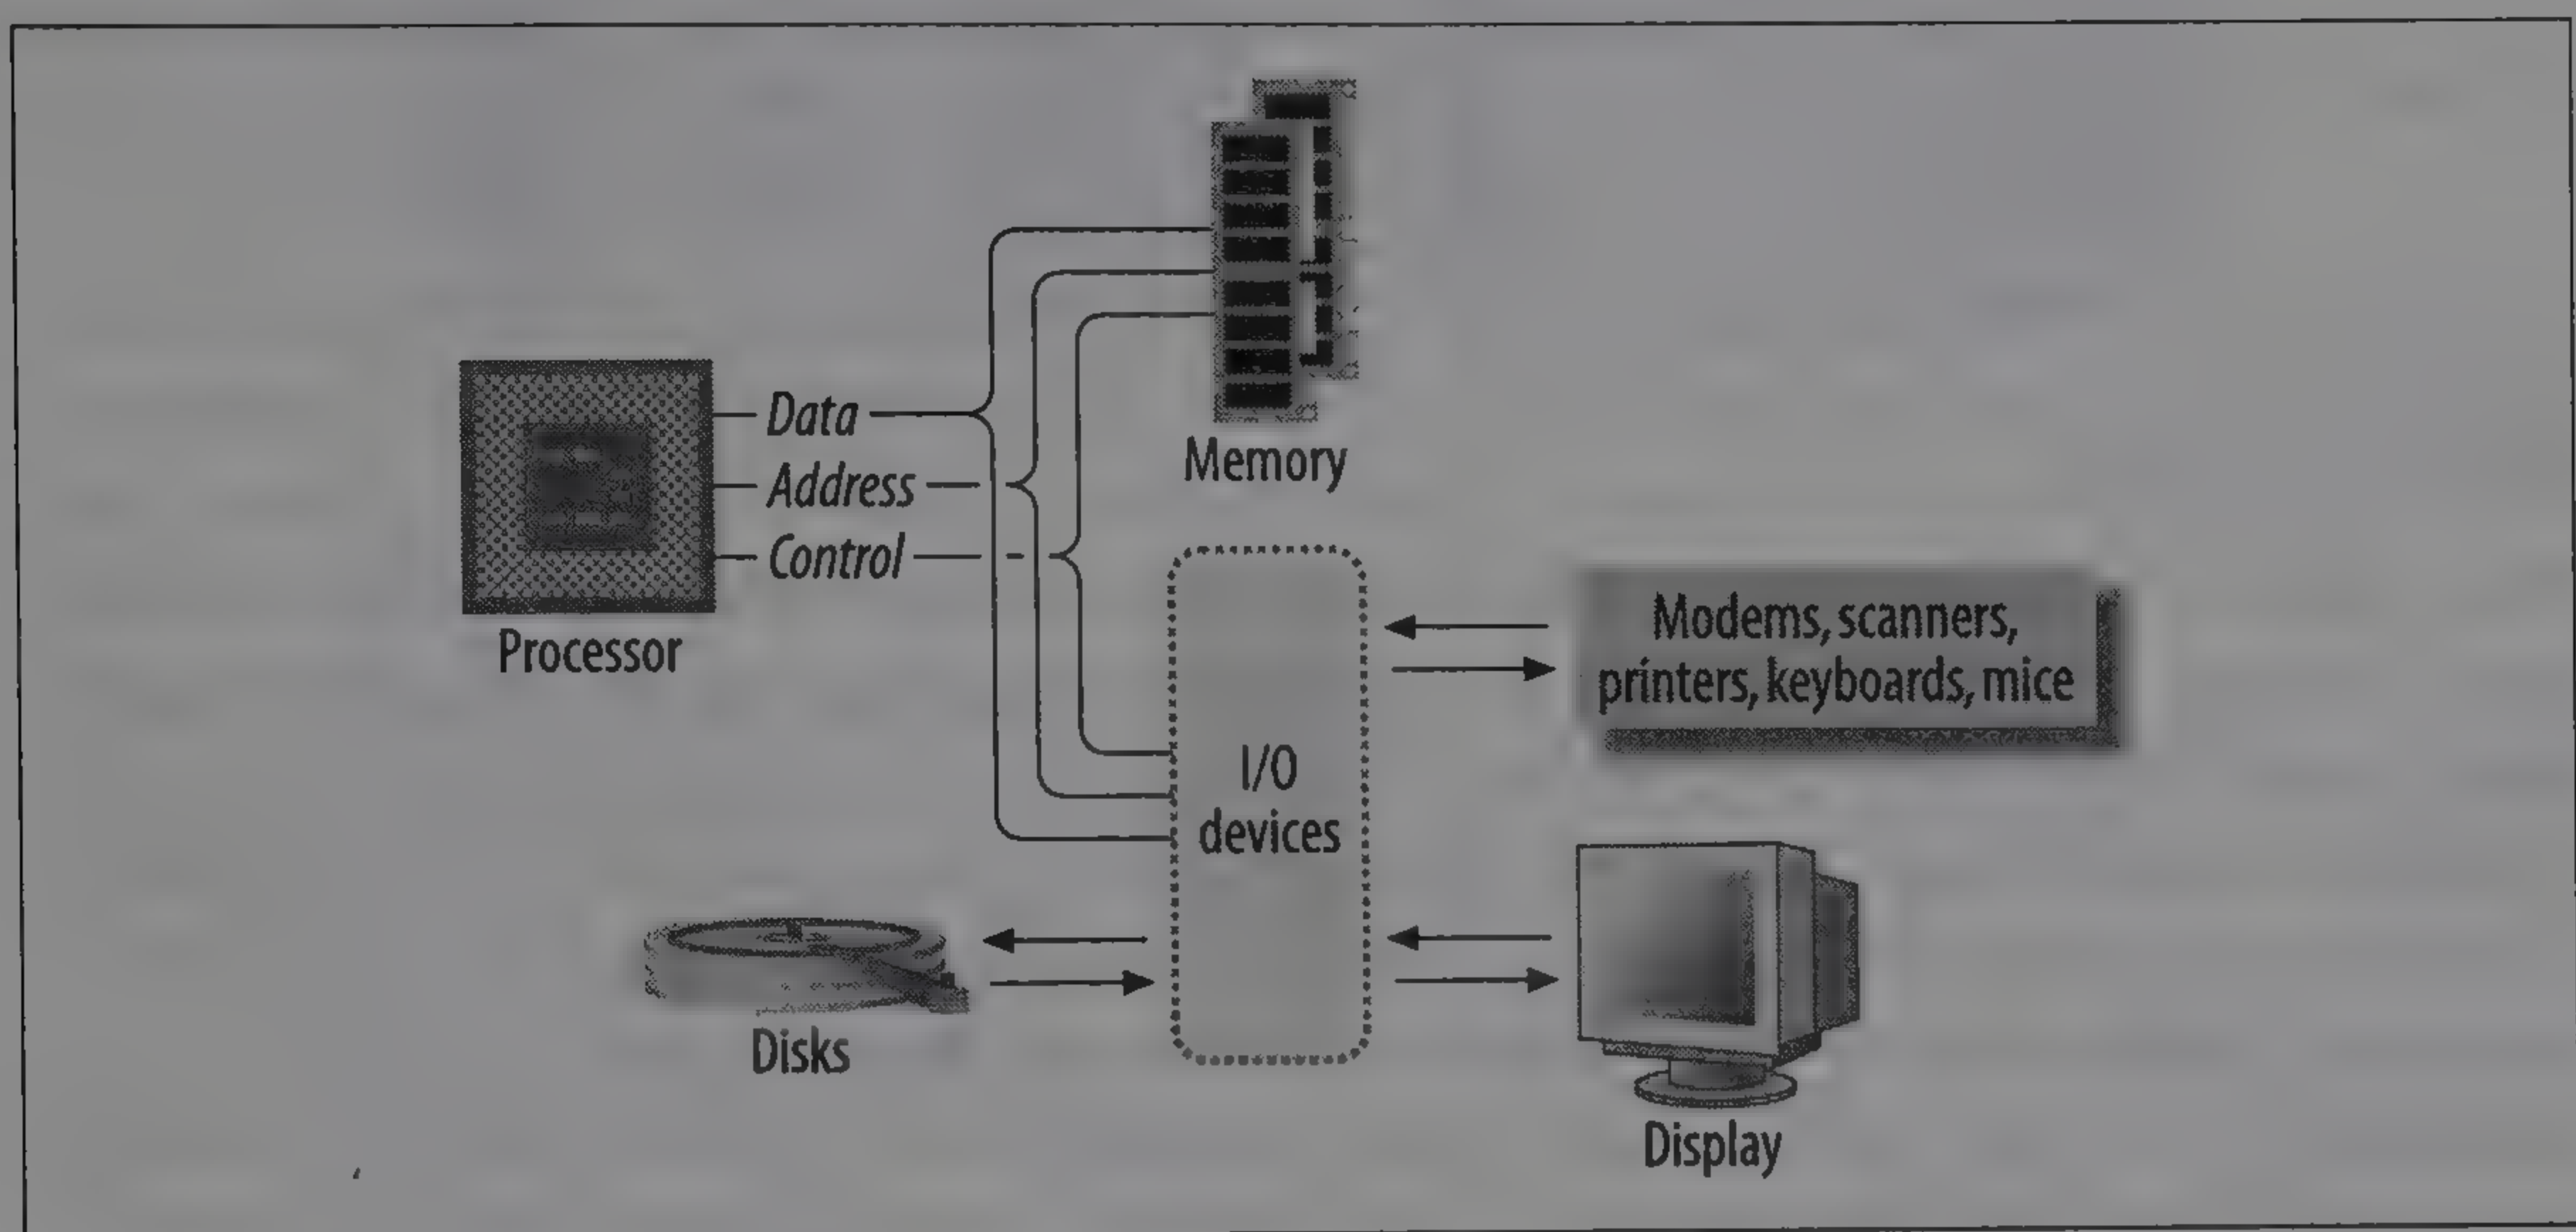 Data
Address
Control
Processor
Memory
Modems, scanners,
printers, keyboards, mice
I/O
devices
Disks
Display